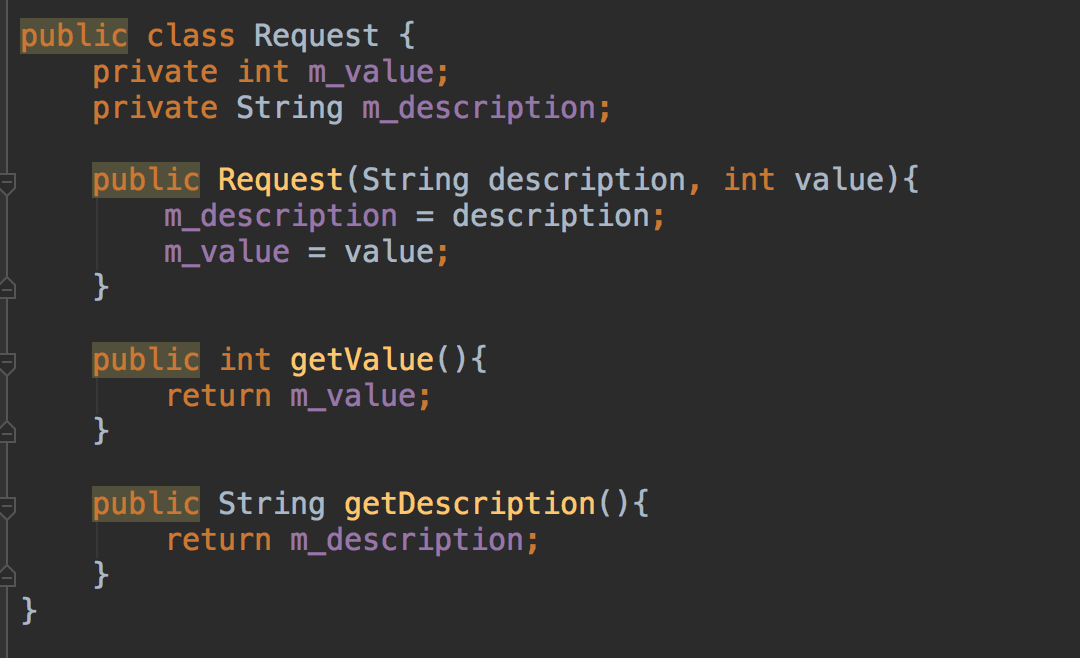 public class Request {
    private int m_value;
    private String m_description;

    public Request(String description, int value){
        m_description = description;
        m_value = value;
    }

    public int getValue(){
        return m_value;
    }

    public String getDescription(){
        return m_description;
    }
}